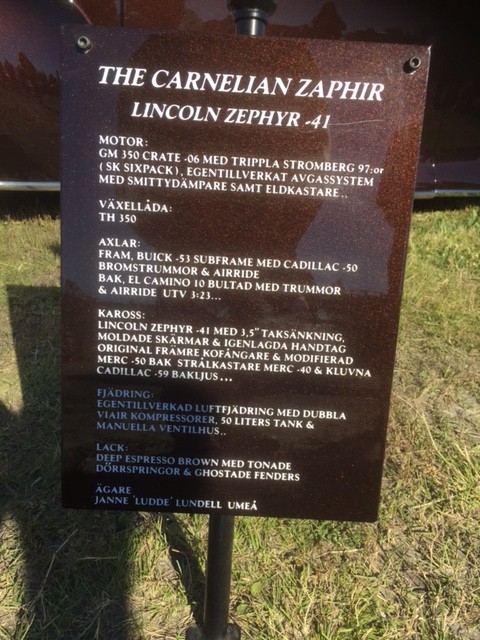 THE CARNELIAN ZAPHIR
LINCOLN ZEPHYR -41
MOTOR:
GM 350 CRATE -06 MED TRIPPLA STROMBERG 97:or
( SK SIXPACK), EGENTILLVERKAT AVGASSYSTEM
MED SMITTYDÄMPARE SAMT ELDKASTARE..
VÄXELLÅDA:
TH 350
AXLAR:
FRAM, BUICK -53 SUBFRAME MED CADILLAC -50
BROMSTRUMMOR & AIRRIDE
BAK, EL CAMINO 10 BULTAD MED TRUMMOR
& AIRRIDE UTV 3:23...
KAROSS:
LINCOLN ZEPHYR -41 MED 3,5" TAKSÄNKNING,
MOLDADE SKÄRMAR & IGENLAGDA HANDTAG
ORIGINAL FRÄMRE KOFÅNGARE & MODIFIERAD
MERC -50 BAK STRÅLKASTARE MERC -40 & KLUVNA
CADILLAC -59 BAKLJUS...
FJÄDRING:
EGENTILLVERKAD LUFTFJÄDRING MED DUBBLA
VIAIR KOMPRESSORER, 50 LITERS TANK &
MANUELLA VENTILHUS..
LACK:
DEEP ESPRESSO BROWN MED TONADE
DÖRRSPRINGOR & GHOSTADE FENDERS
ÄGARE
JANNE 'LUDDE' LUNDELL UMEÅ